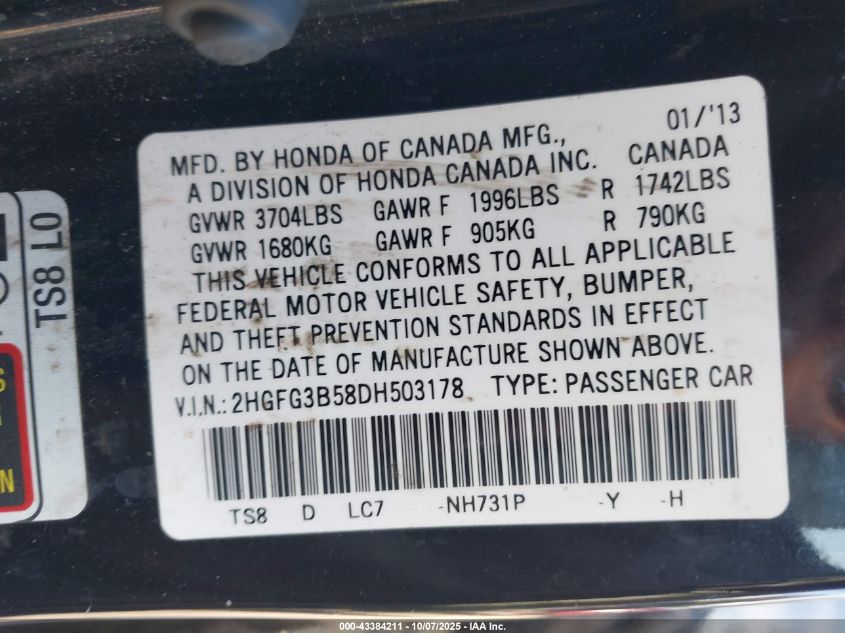 01/'13
MFD. BY HONDA OF CANADA MFG.,
A DIVISION OF HONDA CANADA INC. CANADA
GVWR 3704LBS GAWR F 1996LBS R 1742LBS
GVWR 1680KG GAWR F 905KG R 790KG
THIS VEHICLE CONFORMS TO ALL APPLICABLE
FEDERAL MOTOR VEHICLE SAFETY, BUMPER,
AND THEFT PREVENTION STANDARDS IN EFFECT
ON THE DATE OF MANUFACTURE SHOWN ABOVE.
V.I.N.: 2HGFG3B58DH503178 TYPE: PASSENGER CAR
TS8 D LC7 -NH731P -Y -H
TS8 L0
000-43384211 - 10/07/2025 - IAA Inc.